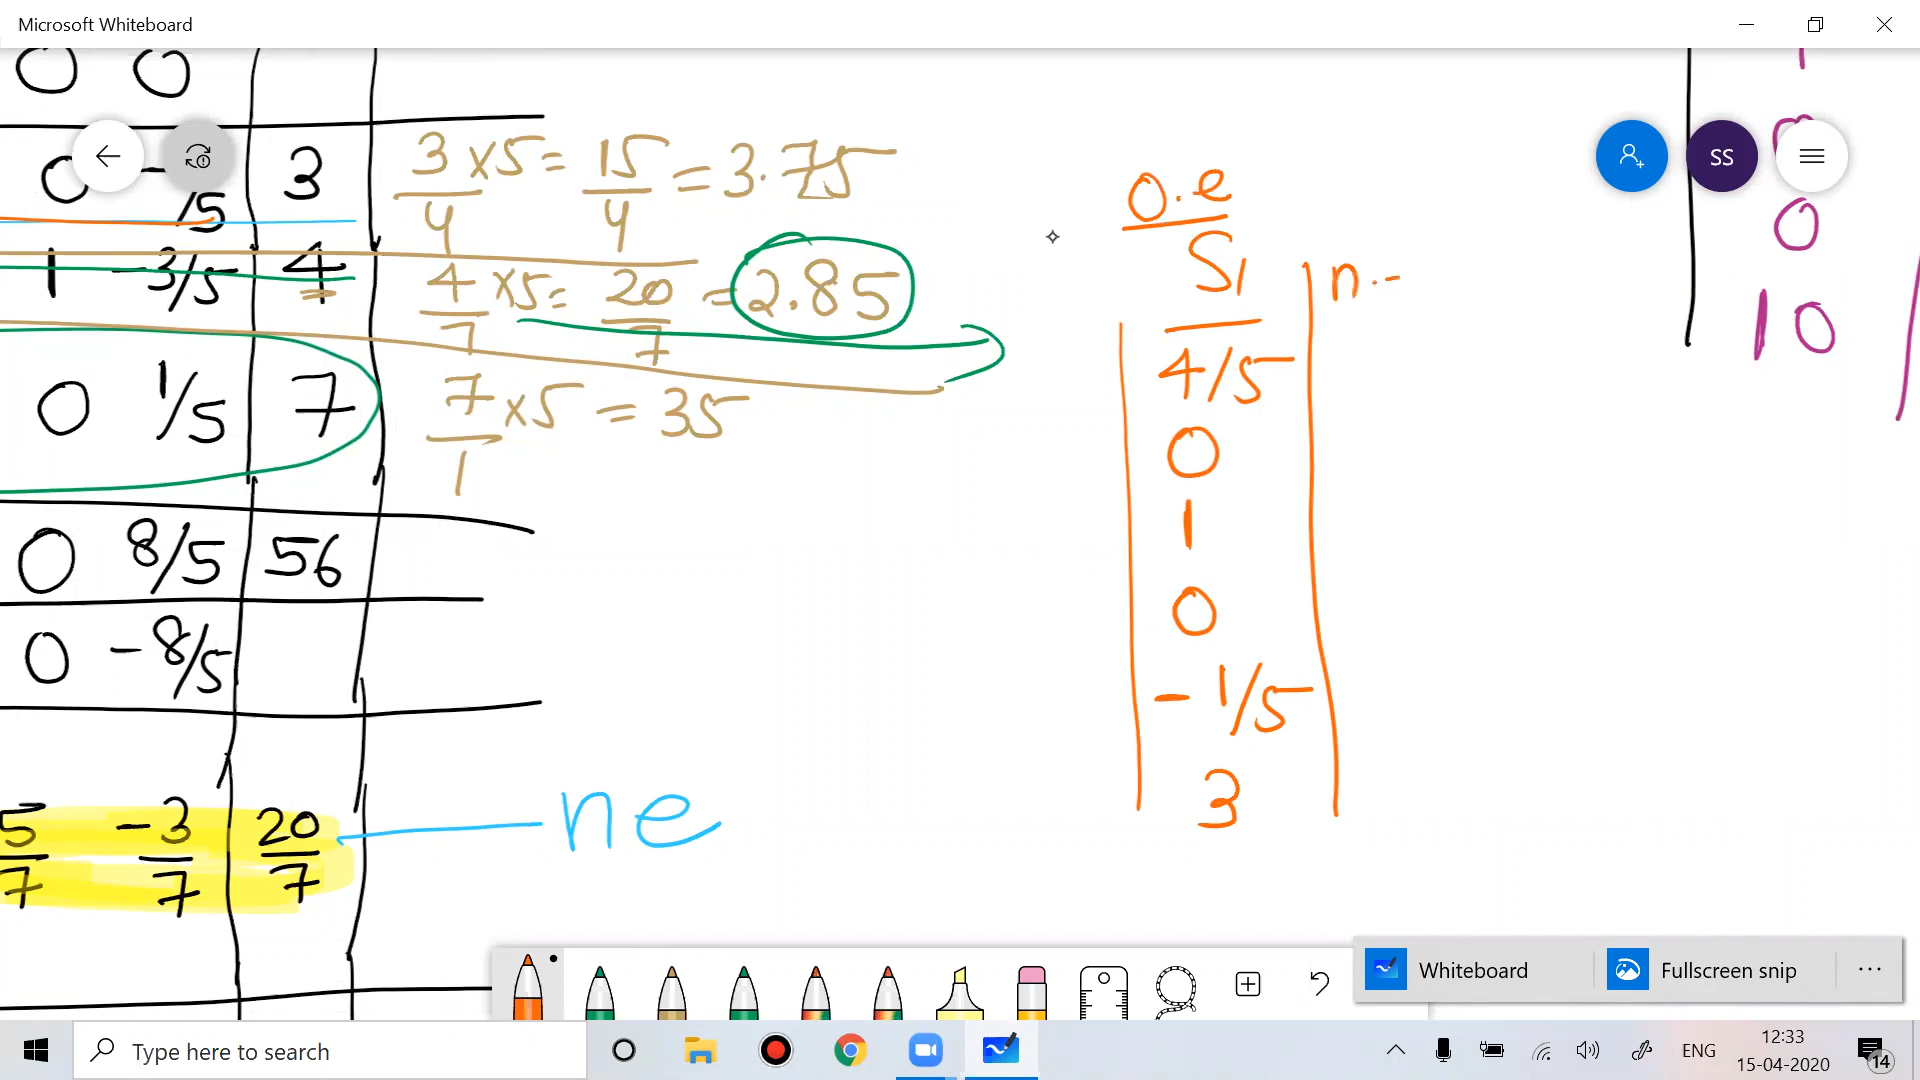 Microsoft Whiteboard
0 0
0 - /5 3
3/4 ×5 = 15/4 = 3.75
1 -3/5 4
4/7 ×5 = 20/7 = 2.85
0 1/5 7
7/1 ×5 = 35
0 8/5 56
0 -8/5
5/7 -3/7 20/7
ne
O.e
S1
n.-
4/5
0
1
0
-1/5
3
SS
0
10
Whiteboard
Fullscreen snip
Type here to search
ENG
12:33
15-04-2020
14